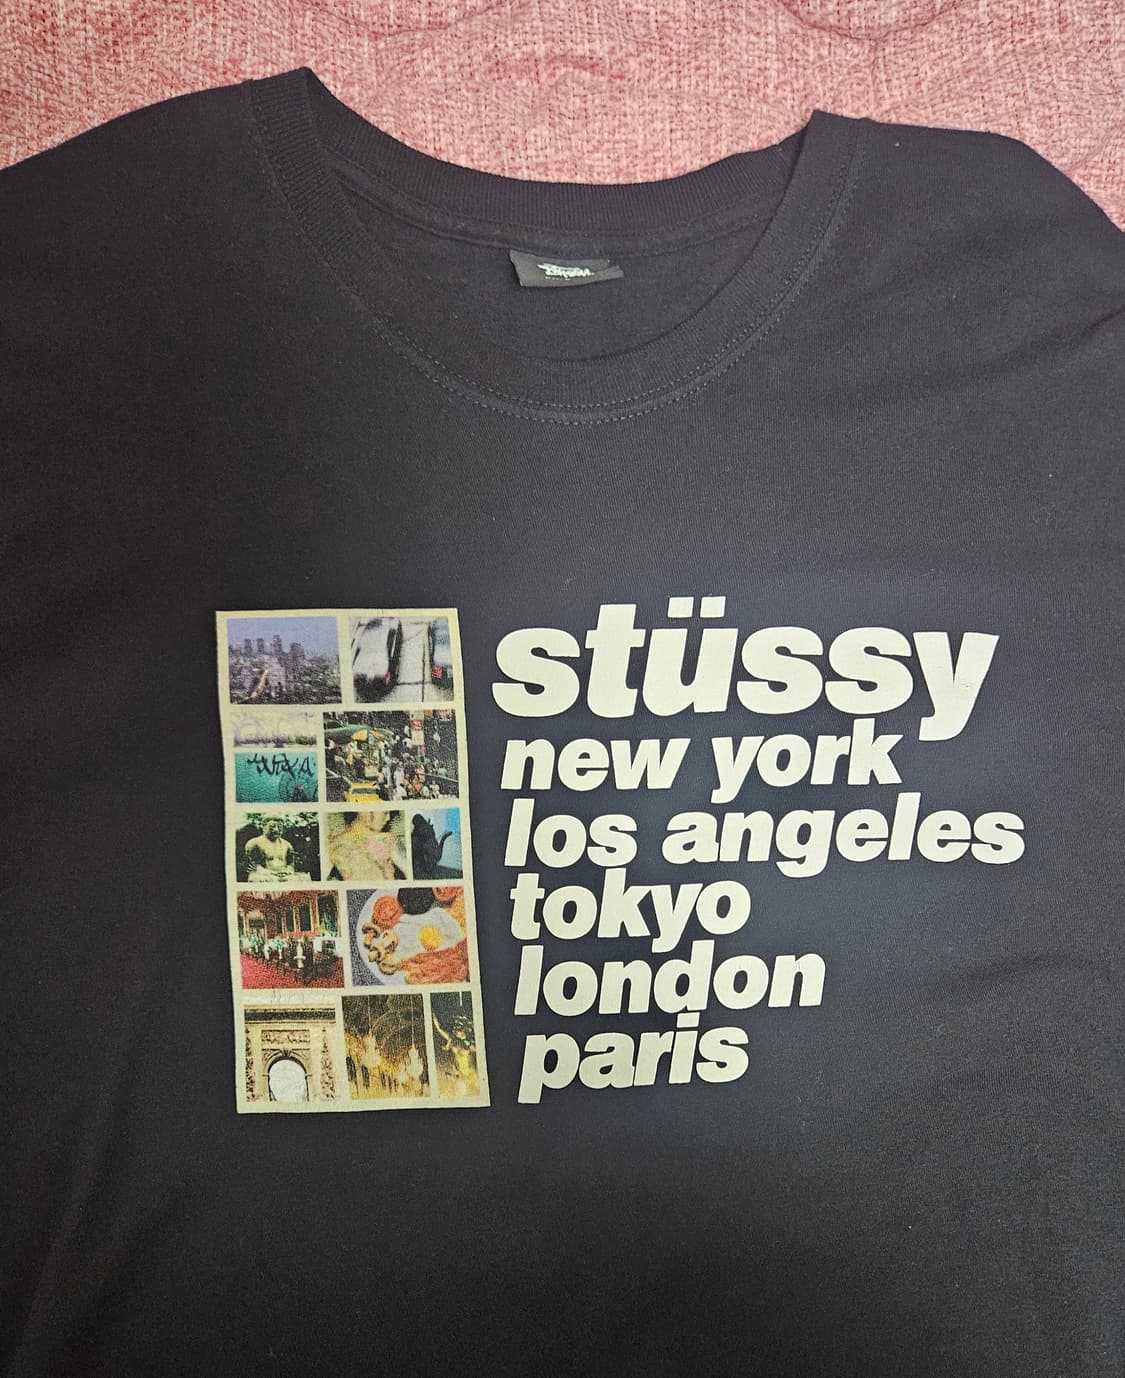 stüssy
new york
los angeles
tokyo
london
paris